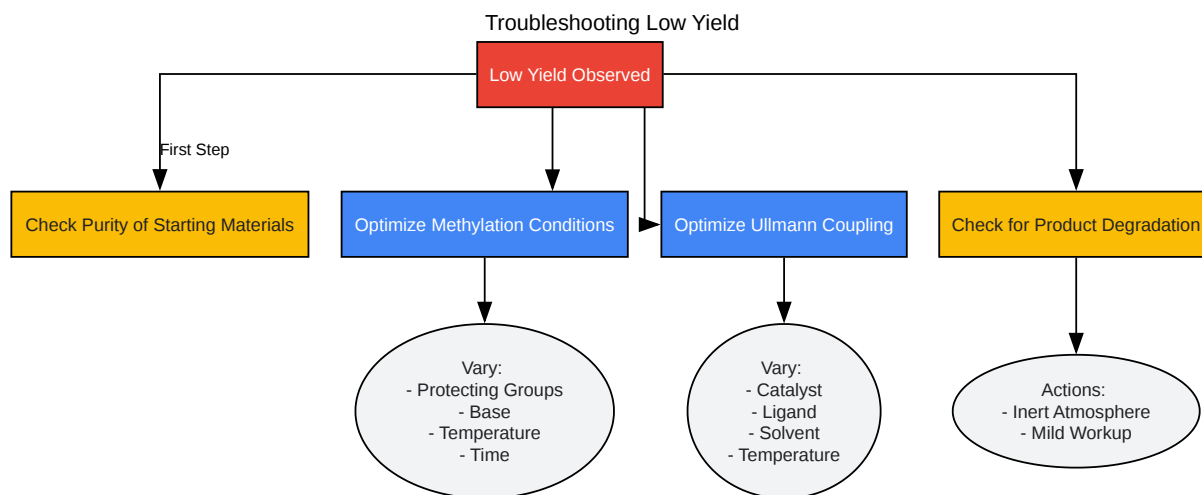 Troubleshooting Low Yield
Low Yield Observed
First Step
Check Purity of Starting Materials
Optimize Methylation Conditions
Optimize Ullmann Coupling
Check for Product Degradation
Vary:
- Protecting Groups
- Base
- Temperature
- Time
Vary:
- Catalyst
- Ligand
- Solvent
- Temperature
Actions:
- Inert Atmosphere
- Mild Workup